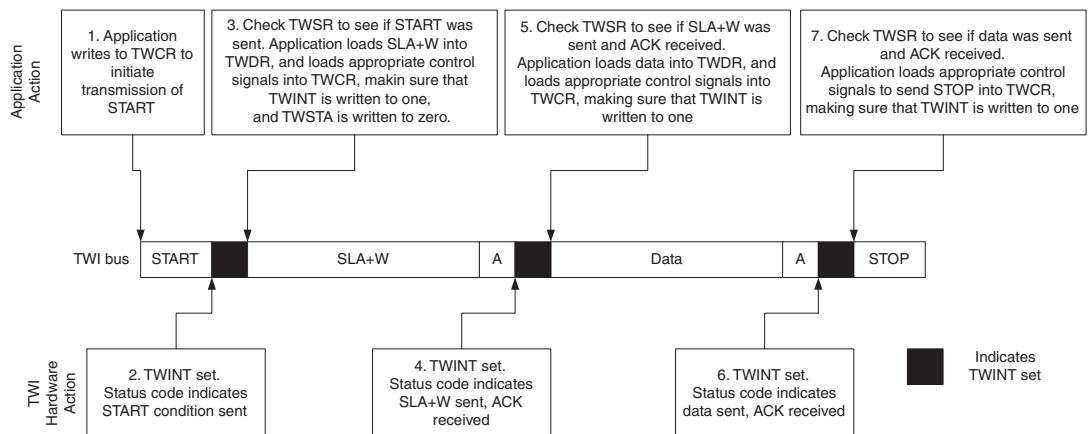 Application
Action
1. Application
writes to TWCR to
initiate
transmission of
START
3. Check TWSR to see if START was
sent. Application loads SLA+W into
TWDR, and loads appropriate control
signals into TWCR, makin sure that
TWINT is written to one,
and TWSTA is written to zero.
5. Check TWSR to see if SLA+W was
sent and ACK received.
Application loads data into TWDR, and
loads appropriate control signals into
TWCR, making sure that TWINT is
written to one
7. Check TWSR to see if data was sent
and ACK received.
Application loads appropriate control
signals to send STOP into TWCR,
making sure that TWINT is written to one
TWI bus
START
SLA+W
A
Data
A
STOP
TWI
Hardware
Action
2. TWINT set.
Status code indicates
START condition sent
4. TWINT set.
Status code indicates
SLA+W sent, ACK
received
6. TWINT set.
Status code indicates
data sent, ACK received
Indicates
TWINT set